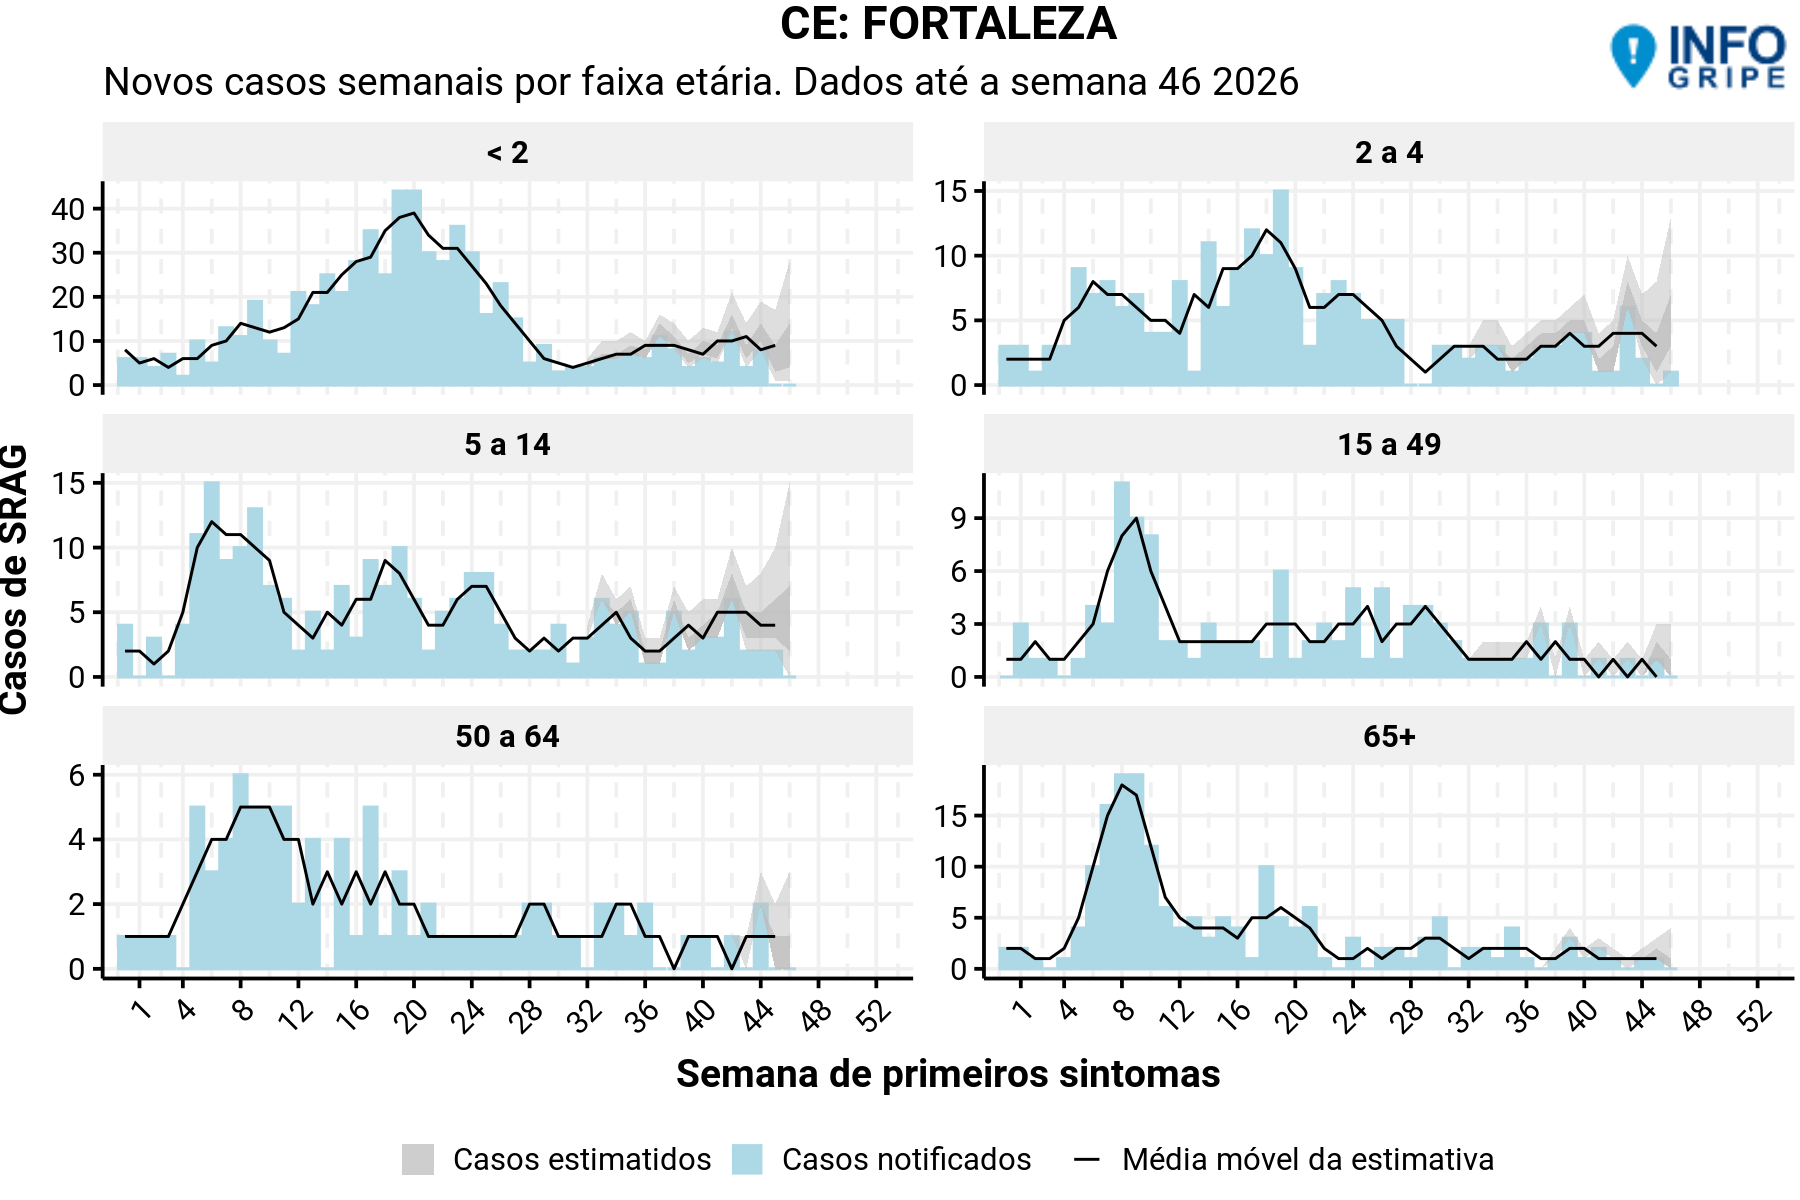 CE: FORTALEZA
INFO
GRIPE
Novos casos semanais por faixa etária. Dados até a semana 46 2026
< 2
2 a 4
40
30
20
10
0
15
10
5
0
5 a 14
15 a 49
15
10
5
0
9
6
3
0
50 a 64
65+
6
4
2
0
15
10
5
0
1 4 8 12 16 20 24 28 32 36 40 44 48 52
1 4 8 12 16 20 24 28 32 36 40 44 48 52
Casos de SRAG
Semana de primeiros sintomas
Casos estimatidos Casos notificados Média móvel da estimativa